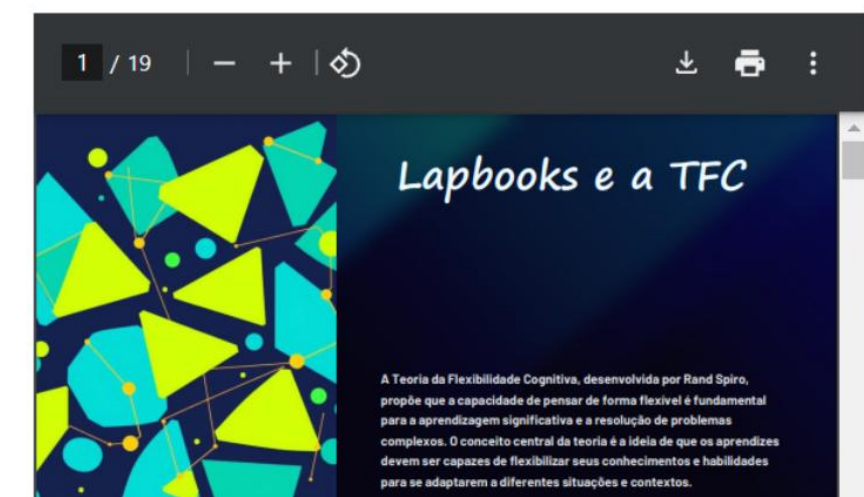 1 / 19
Lapbooks e a TFC
A Teoria da Flexibilidade Cognitiva, desenvolvida por Rand Spiro,
propõe que a capacidade de pensar de forma flexível é fundamental
para a aprendizagem significativa e a resolução de problemas
complexos. O conceito central da teoria é a ideia de que os aprendizes
devem ser capazes de flexibilizar seus conhecimentos e habilidades
para se adaptarem a diferentes situações e contextos.